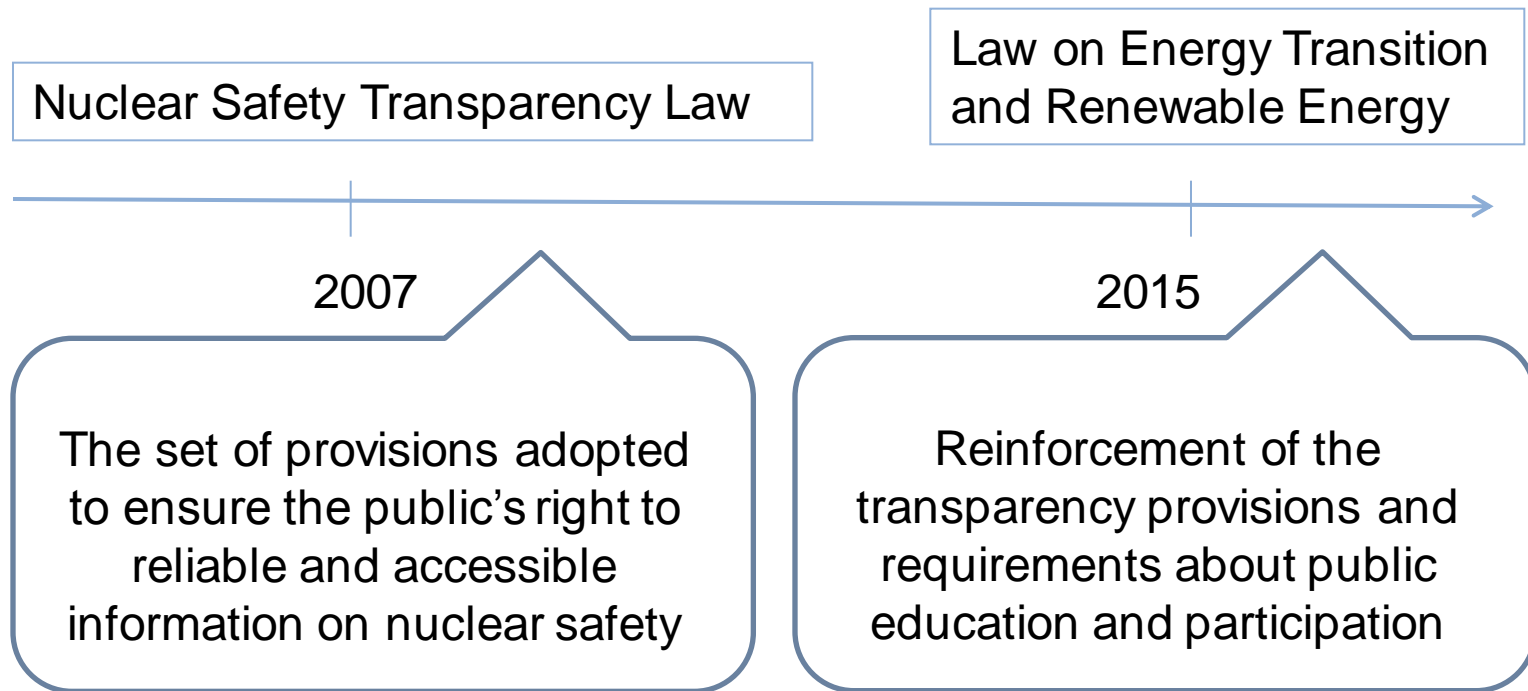 Nuclear Safety Transparency Law
Law on Energy Transition
and Renewable Energy
2007
2015
The set of provisions adopted
to ensure the public's right to
reliable and accessible
information on nuclear safety
Reinforcement of the
transparency provisions and
requirements about public
education and participation